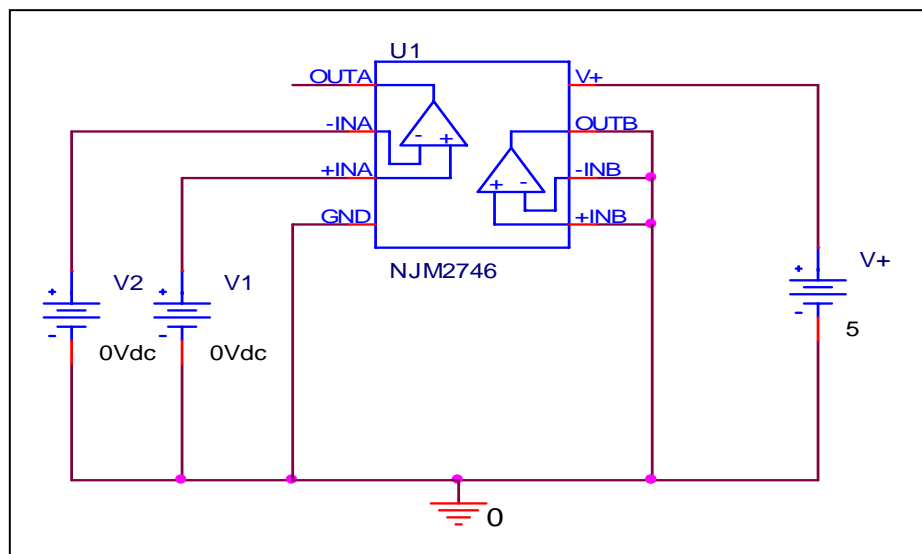 U1
OUTA
V+
-INA
OUTB
+INA
-INB
GND
+INB
- +
+ -
NJM2746
+
V2
+
V1
+
V+
-
0Vdc
-
0Vdc
-
5
0